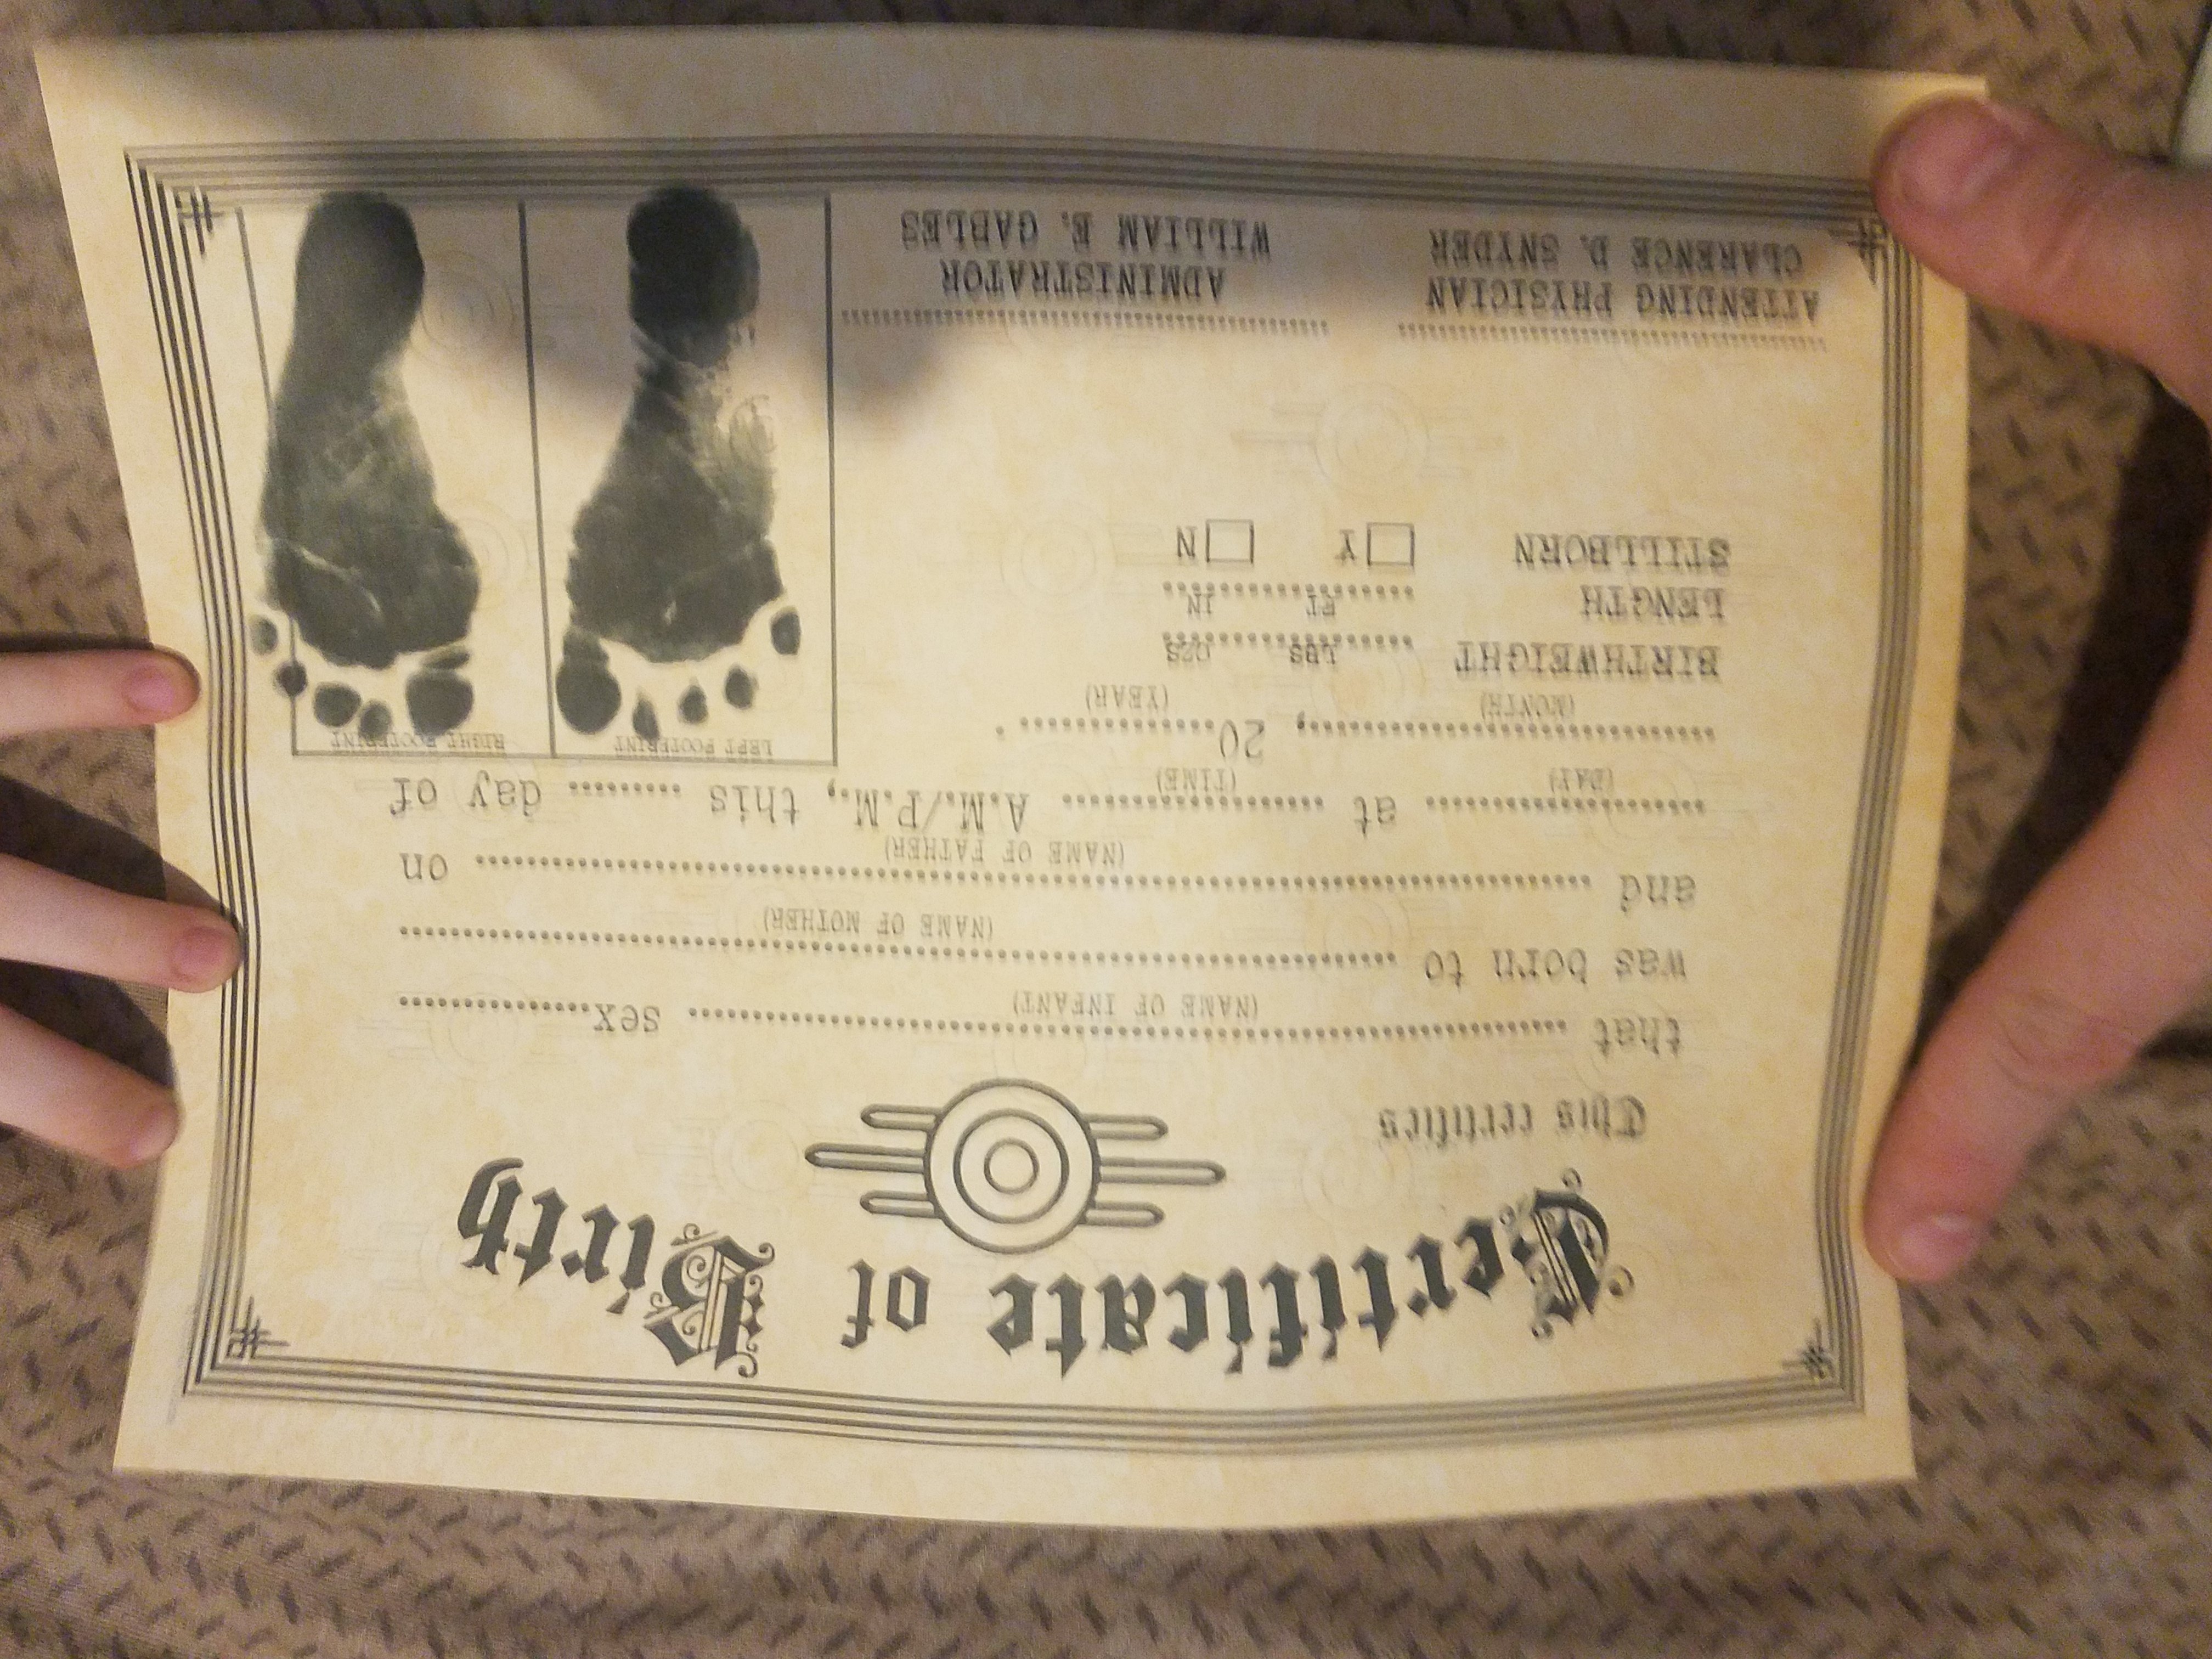 Certificate of Birth
This certifies
that ........ sex........
(NAME OF INFANT)
was born to ........
(NAME OF MOTHER)
and ........ on
(NAME OF FATHER)
........ at ........ A.M./P.M., this ........ day of
(DAY) (TIME)
........, 20........ .
(MONTH) (YEAR)
BIRTHWEIGHT LBS OZS
LENGTH FT IN
STILLBORN Y N
LEFT FOOTPRINT RIGHT FOOTPRINT
ATTENDING PHYSICIAN
CLARENCE D. SNYDER
ADMINISTRATOR
WILLIAM E. GABLES